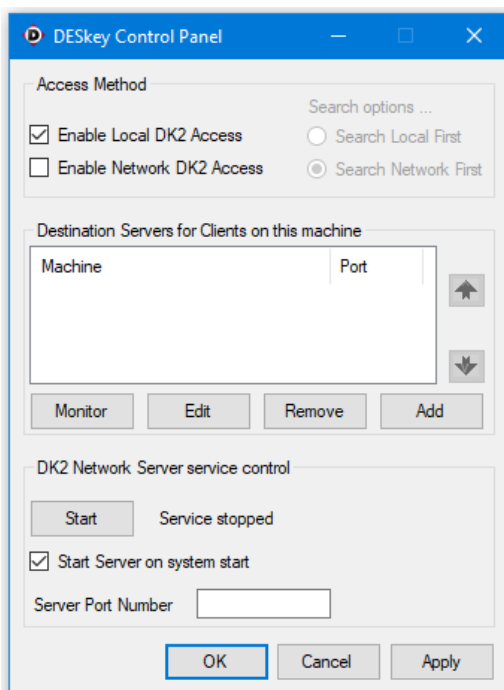 DESkey Control Panel
Access Method
Search options ...
Enable Local DK2 Access
Search Local First
Enable Network DK2 Access
Search Network First
Destination Servers for Clients on this machine
Machine Port
Monitor Edit Remove Add
DK2 Network Server service control
Start Service stopped
Start Server on system start
Server Port Number
OK Cancel Apply